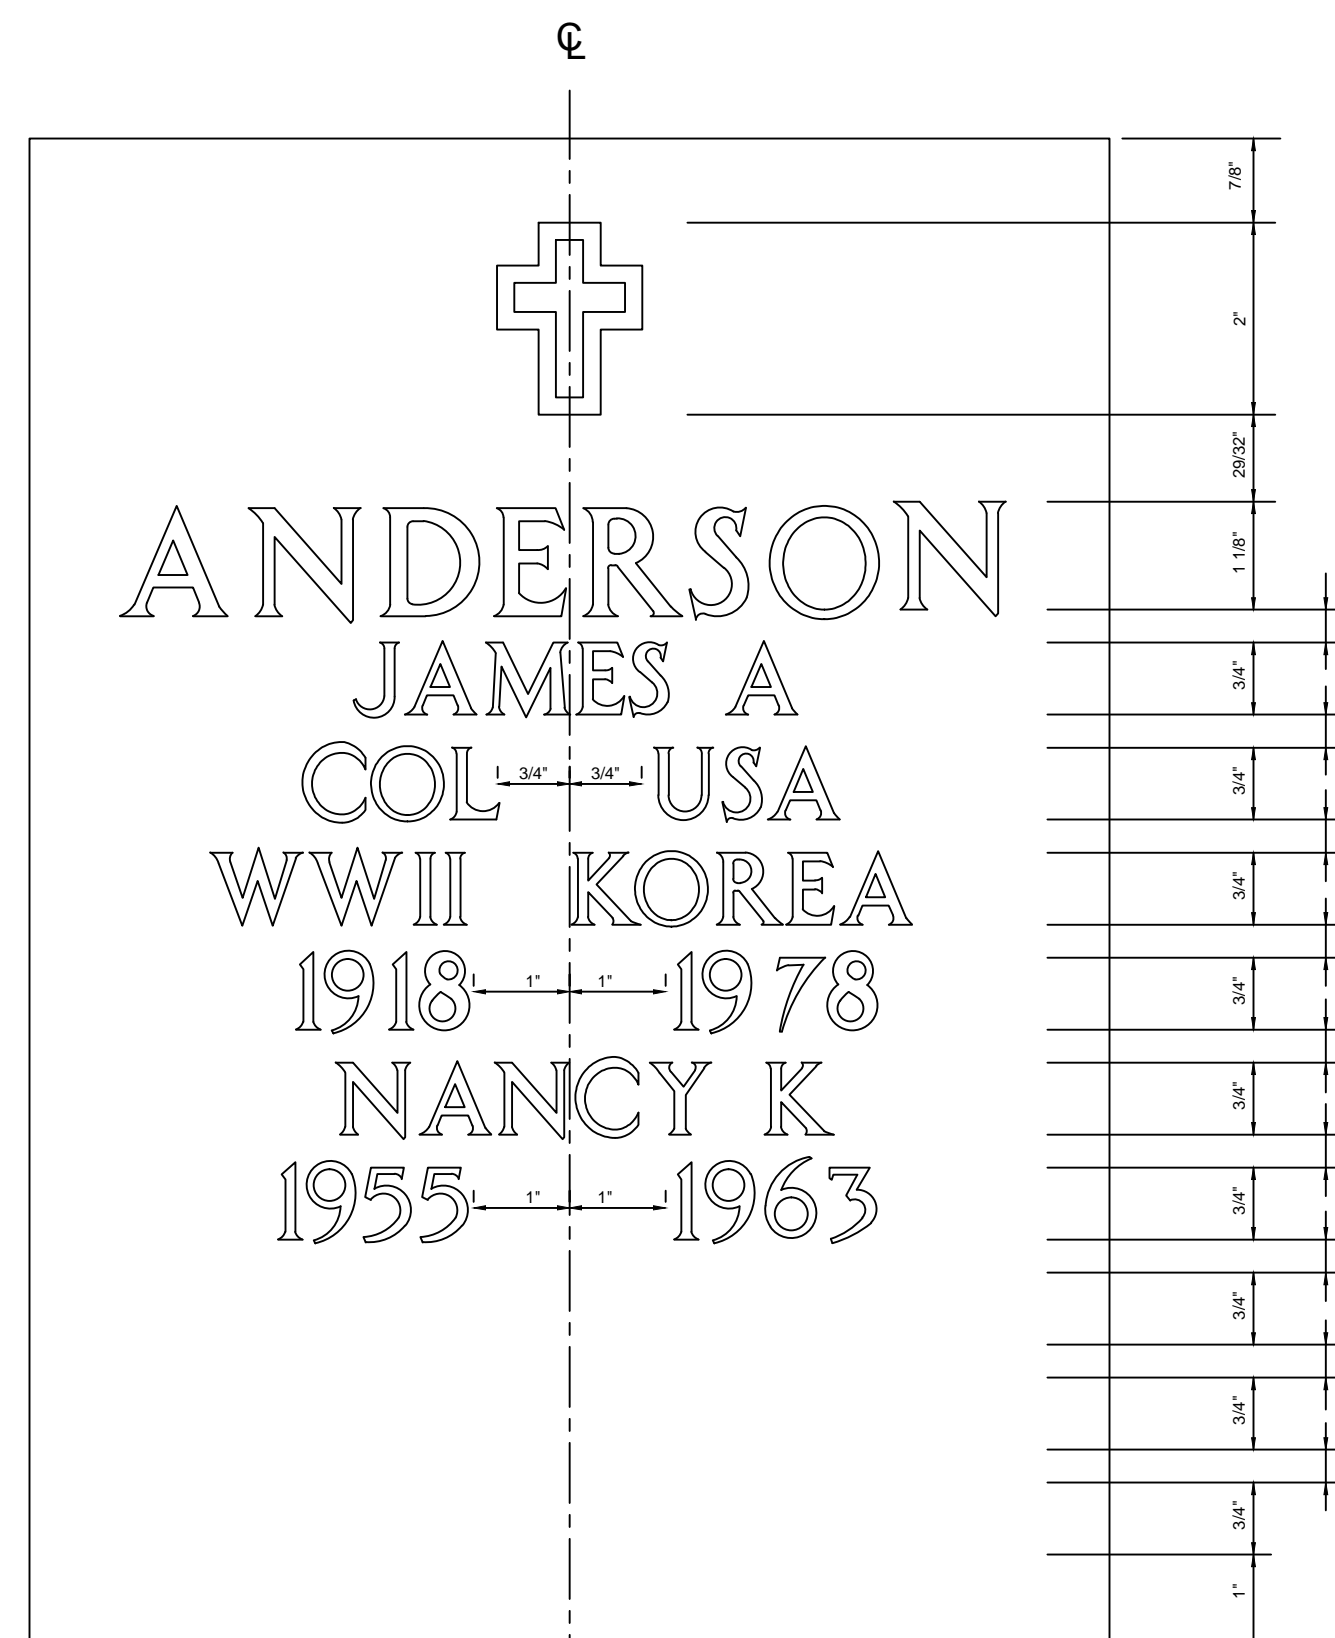 ℄
7/8"
2"
29/32"
ANDERSON
1 1/8"
JAMES A
3/4"
COL 3/4" 3/4" USA
3/4"
WWII KOREA
3/4"
1918 1" 1" 1978
3/4"
NANCY K
3/4"
1955 1" 1" 1963
3/4"
3/4"
3/4"
3/4"
1"